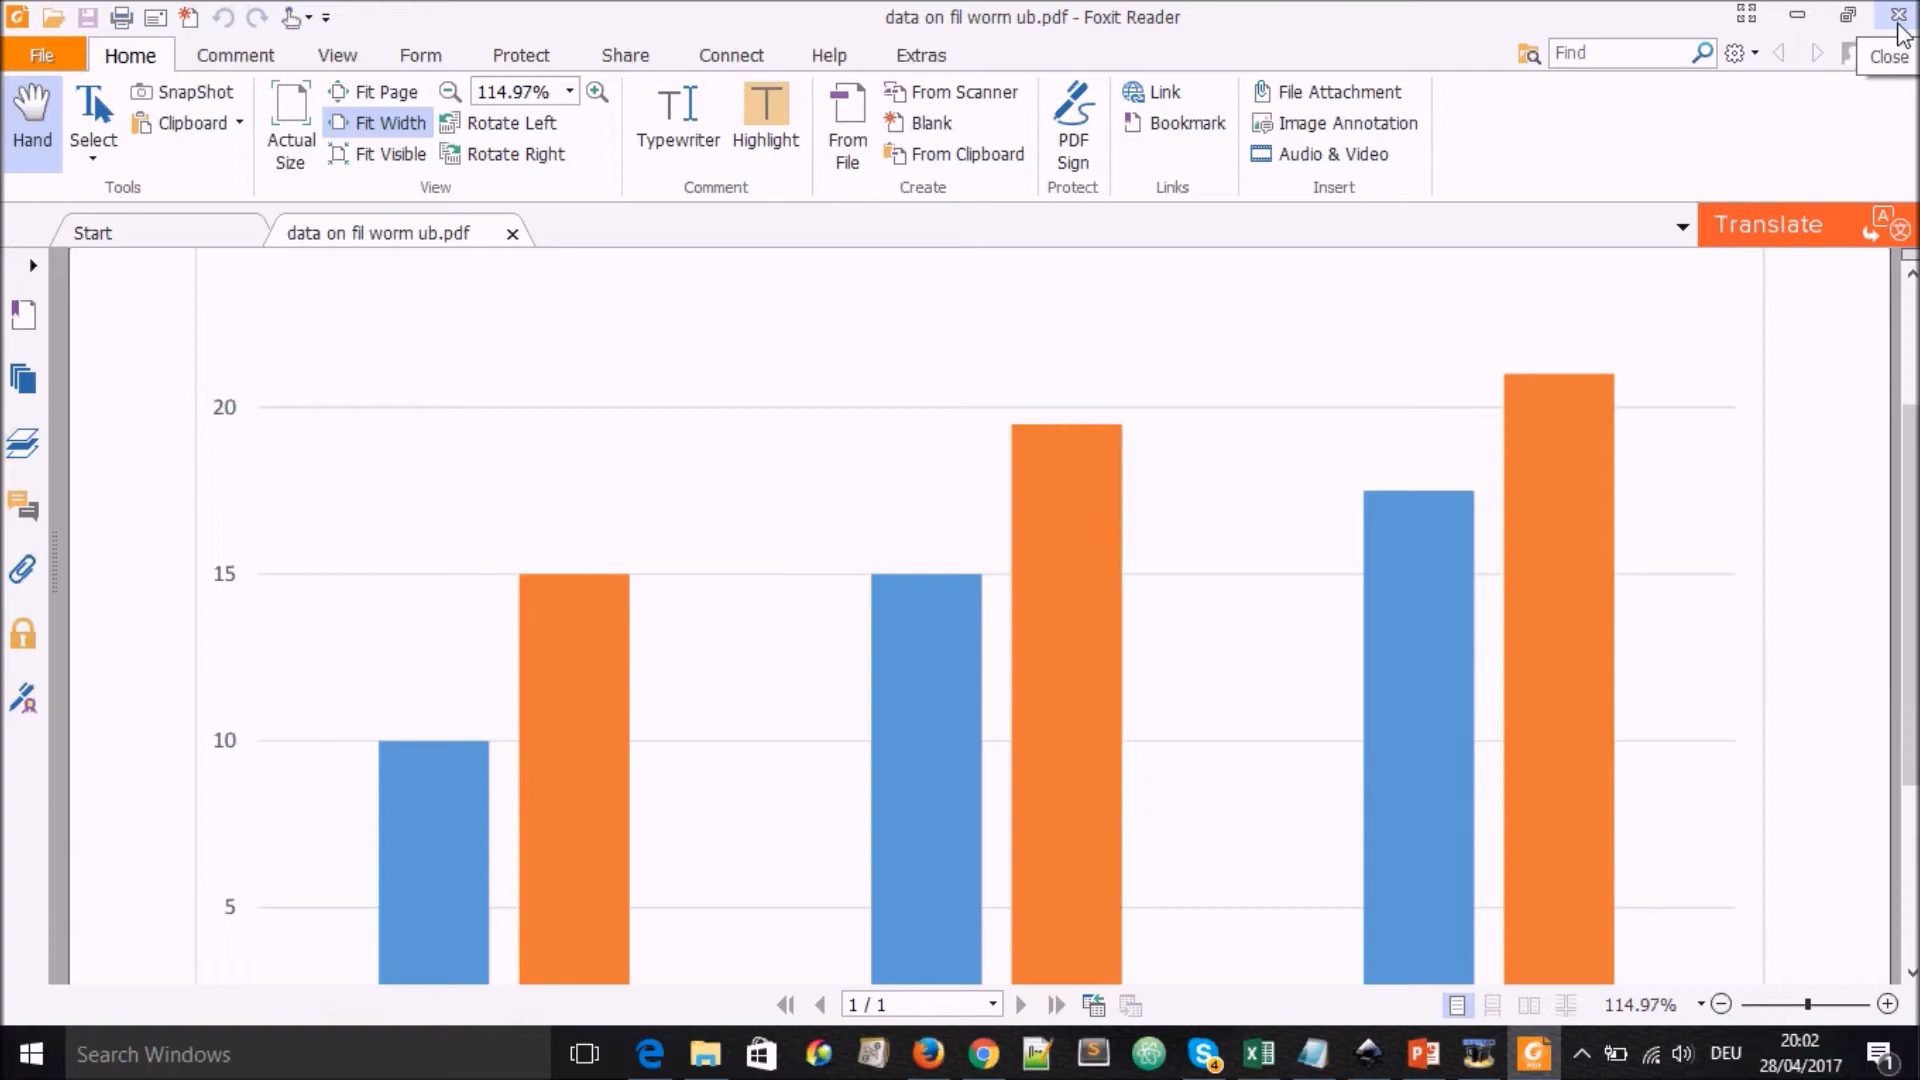 data on fil worm ub.pdf - Foxit Reader
File Home Comment View Form Protect Share Connect Help Extras Find
Close
Hand
Select
SnapShot
Clipboard
Tools
Actual Size
Fit Page
Fit Width
Fit Visible
114.97%
Rotate Left
Rotate Right
View
Typewriter
Highlight
Comment
From File
From Scanner
Blank
From Clipboard
Create
PDF Sign
Protect
Link
Bookmark
Links
File Attachment
Image Annotation
Audio & Video
Insert
Start
data on fil worm ub.pdf
Translate
20
15
10
5
1 / 1
114.97%
Search Windows
DEU
20:02
28/04/2017